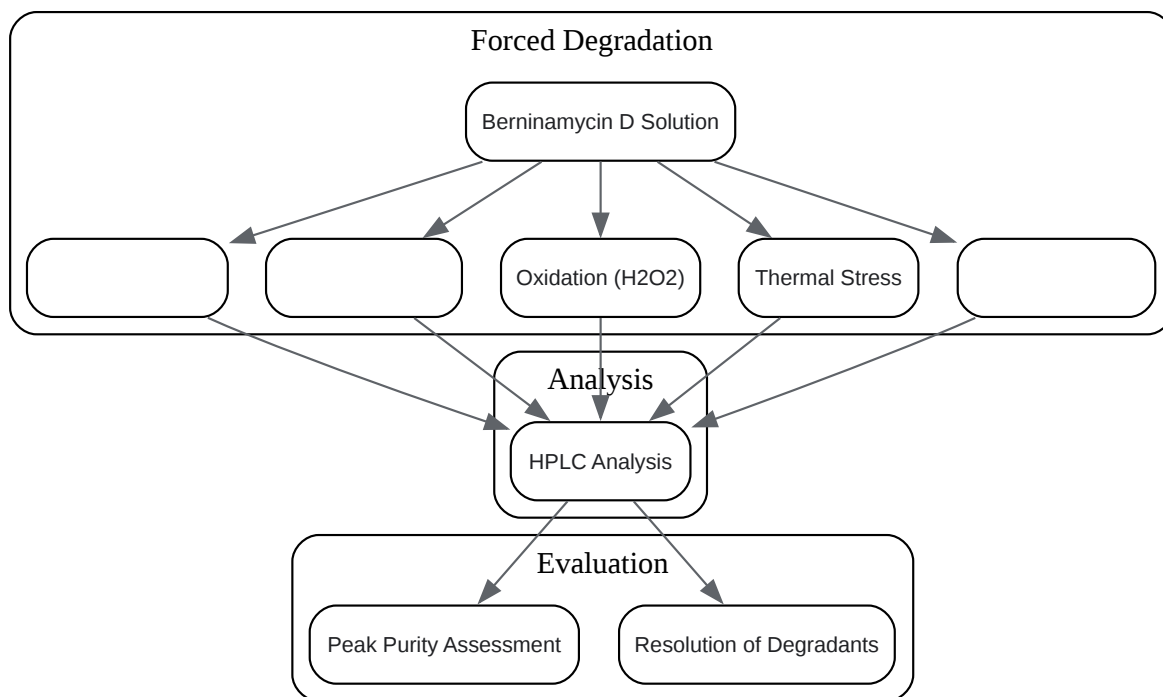 Forced Degradation
Berninamycin D Solution
Oxidation (H2O2)
Thermal Stress
Analysis
HPLC Analysis
Evaluation
Peak Purity Assessment
Resolution of Degradants